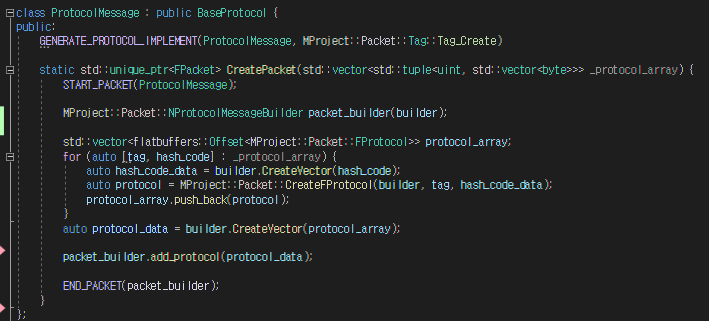 class ProtocolMessage : public BaseProtocol {
public:
    GENERATE_PROTOCOL_IMPLEMENT(ProtocolMessage, MProject::Packet::Tag::Tag_Create)
    static std::unique_ptr<FPacket> CreatePacket(std::vector<std::tuple<uint, std::vector<byte>>> _protocol_array) {
        START_PACKET(ProtocolMessage);
        MProject::Packet::NProtocolMessageBuilder packet_builder(builder);
        std::vector<flatbuffers::Offset<MProject::Packet::FProtocol>> protocol_array;
        for (auto [tag, hash_code] : _protocol_array) {
            auto hash_code_data = builder.CreateVector(hash_code);
            auto protocol = MProject::Packet::CreateFProtocol(builder, tag, hash_code_data);
            protocol_array.push_back(protocol);
        }
        auto protocol_data = builder.CreateVector(protocol_array);
        packet_builder.add_protocol(protocol_data);
        END_PACKET(packet_builder);
    }
};